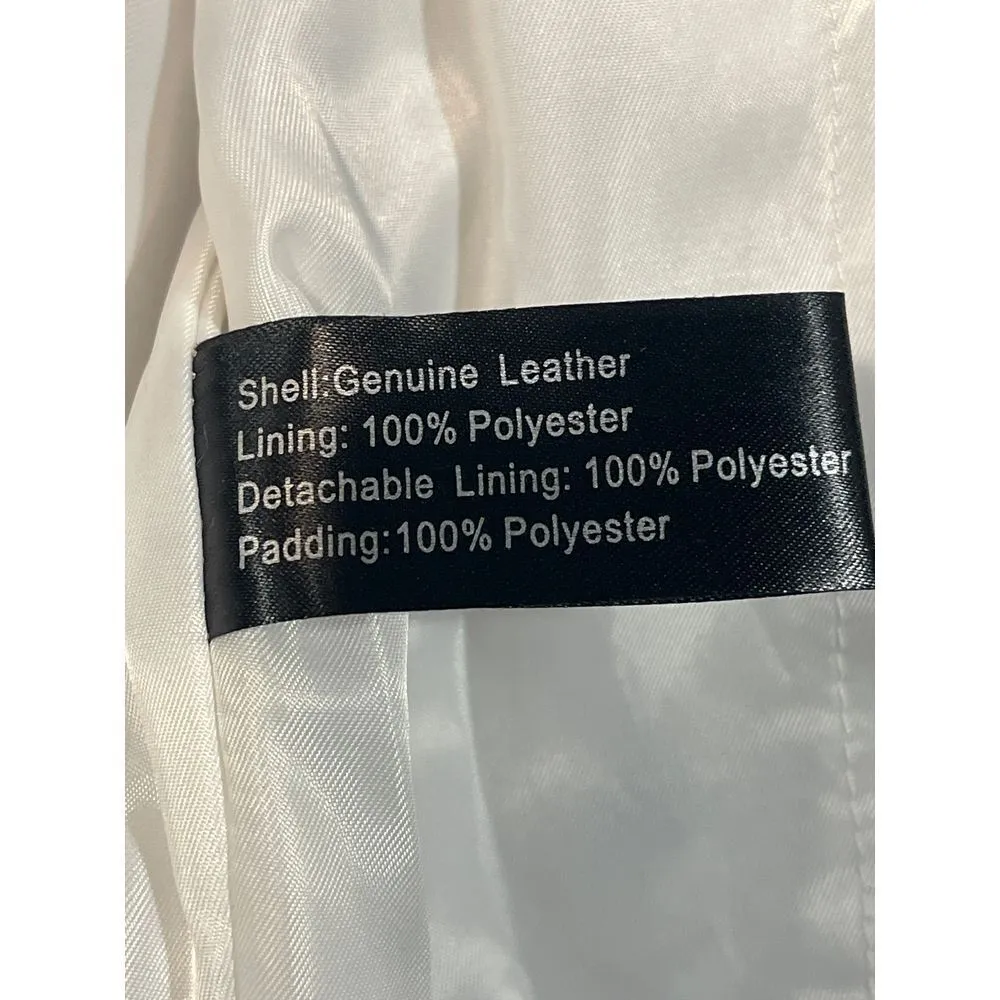 Shell:Genuine Leather
Lining: 100% Polyester
Detachable Lining: 100% Polyester
Padding:100% Polyester